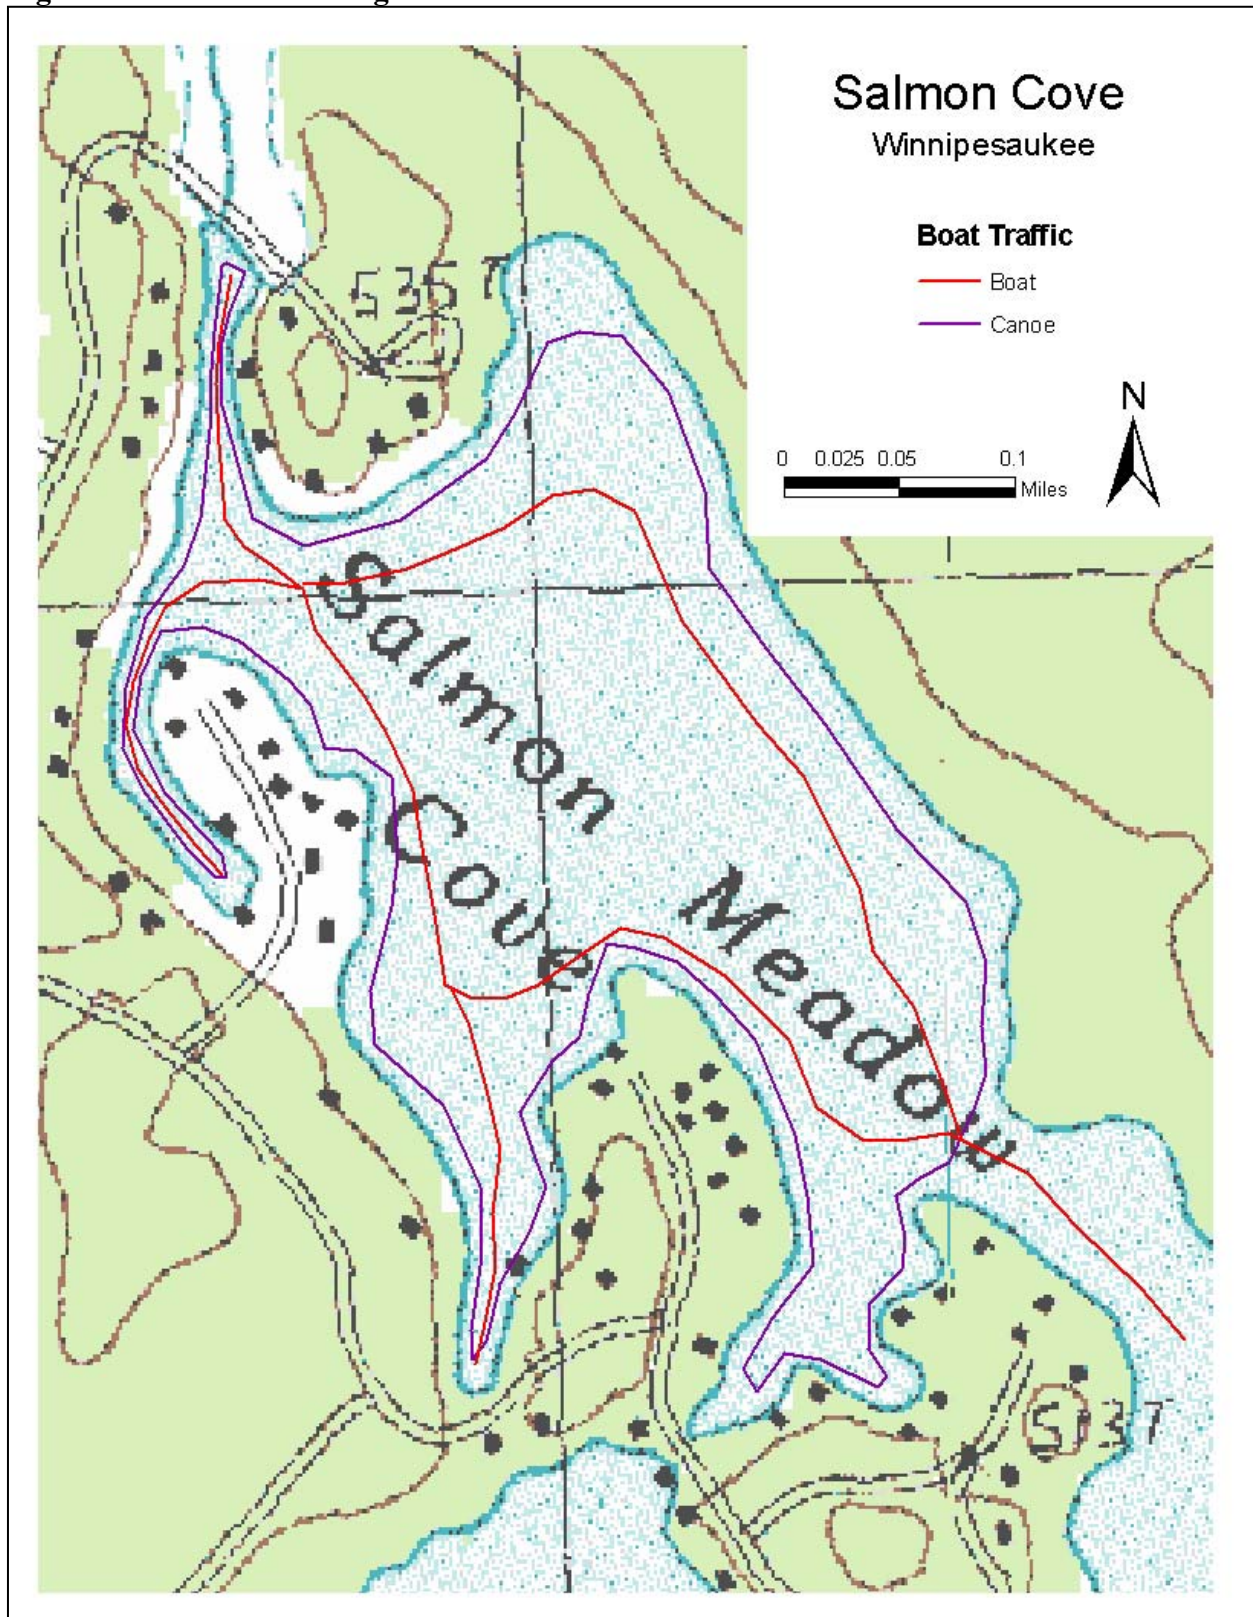 Salmon Cove
Winnipesaukee
Boat Traffic
Boat
Canoe
N
0 0.025 0.05 0.1
Miles
535 T
Salmon
Cove
Meadow